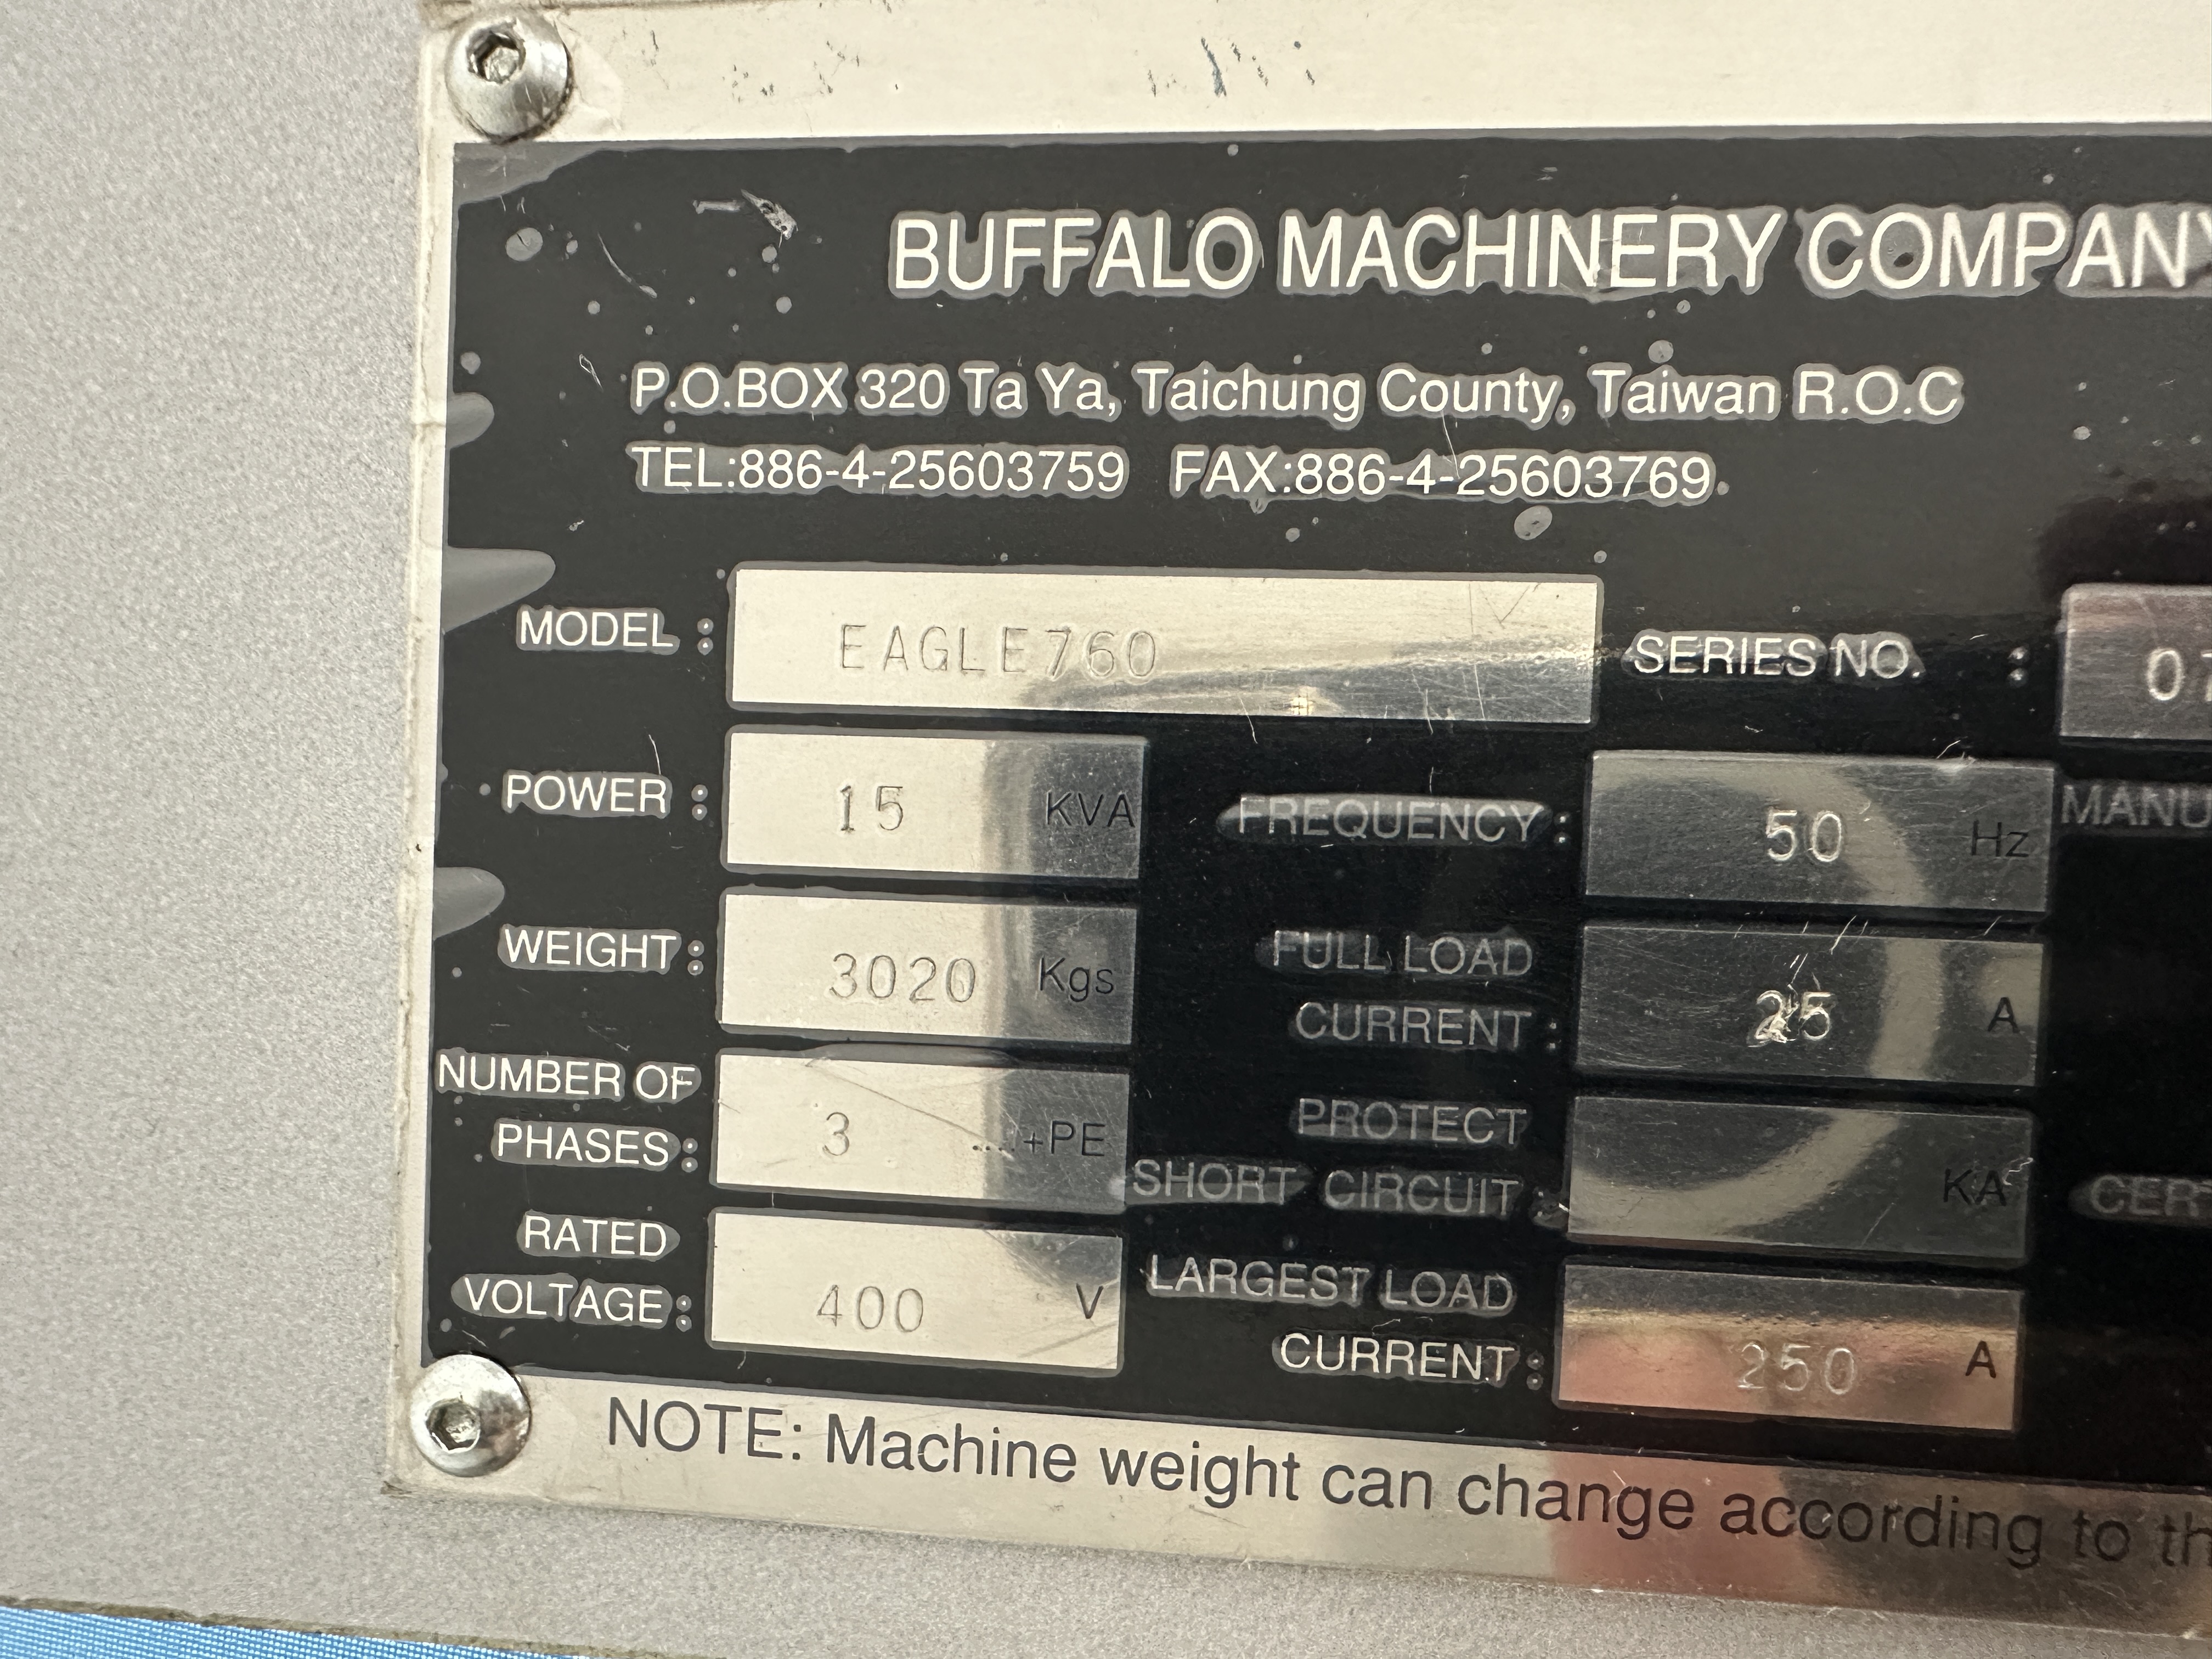 BUFFALO MACHINERY COMPANY
P.O.BOX 320 Ta Ya, Taichung County, Taiwan R.O.C
TEL:886-4-25603759 FAX:886-4-25603769
MODEL : EAGLE760 SERIES NO. :
POWER : 15 KVA FREQUENCY : 50 Hz
WEIGHT : 3020 Kgs FULL LOAD CURRENT : 25 A
NUMBER OF PHASES : 3 ....+PE PROTECT SHORT CIRCUIT : KA
RATED VOLTAGE : 400 V LARGEST LOAD CURRENT : 250 A
NOTE: Machine weight can change according to